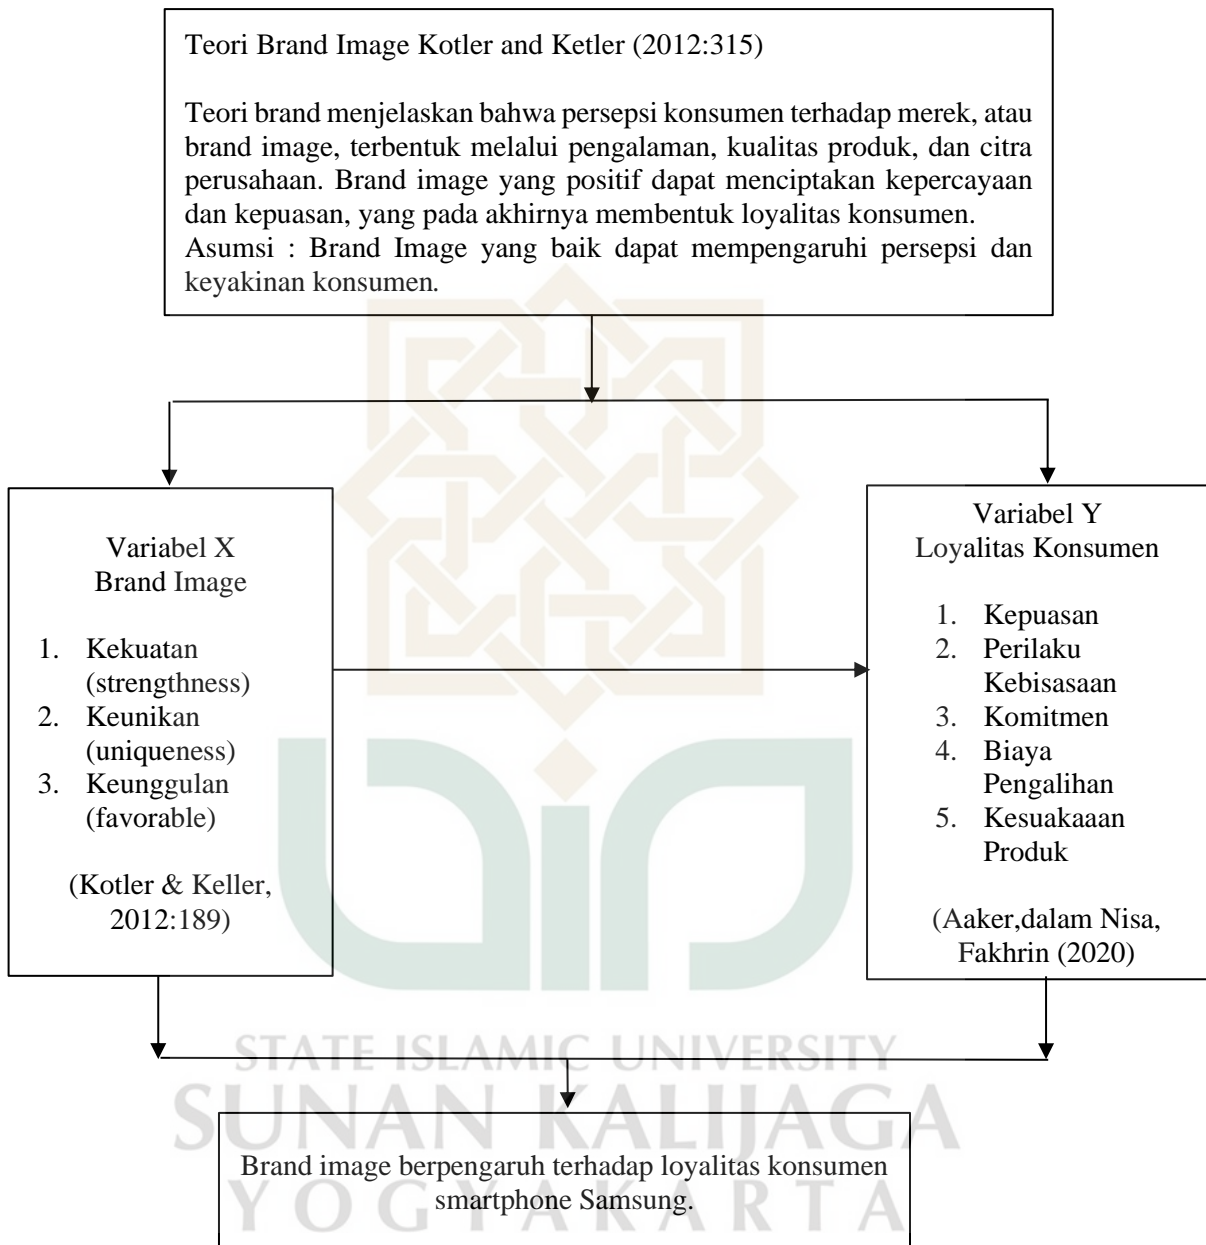 Teori Brand Image Kotler and Ketler (2012:315)
Teori brand menjelaskan bahwa persepsi konsumen terhadap merek, atau
brand image, terbentuk melalui pengalaman, kualitas produk, dan citra
perusahaan. Brand image yang positif dapat menciptakan kepercayaan
dan kepuasan, yang pada akhirnya membentuk loyalitas konsumen.
Asumsi : Brand Image yang baik dapat mempengaruhi persepsi dan
keyakinan konsumen.
Variabel X
Brand Image
1. Kekuatan
(strengthness)
2. Keunikan
(uniqueness)
3. Keunggulan
(favorable)
(Kotler & Keller,
2012:189)
Variabel Y
Loyalitas Konsumen
1. Kepuasan
2. Perilaku
Kebisasaan
3. Komitmen
4. Biaya
Pengalihan
5. Kesuakaaan
Produk
(Aaker,dalam Nisa,
Fakhrin (2020)
STATE ISLAMIC UNIVERSITY
SUNAN KALIJAGA
YOGYAKARTA
Brand image berpengaruh terhadap loyalitas konsumen
smartphone Samsung.